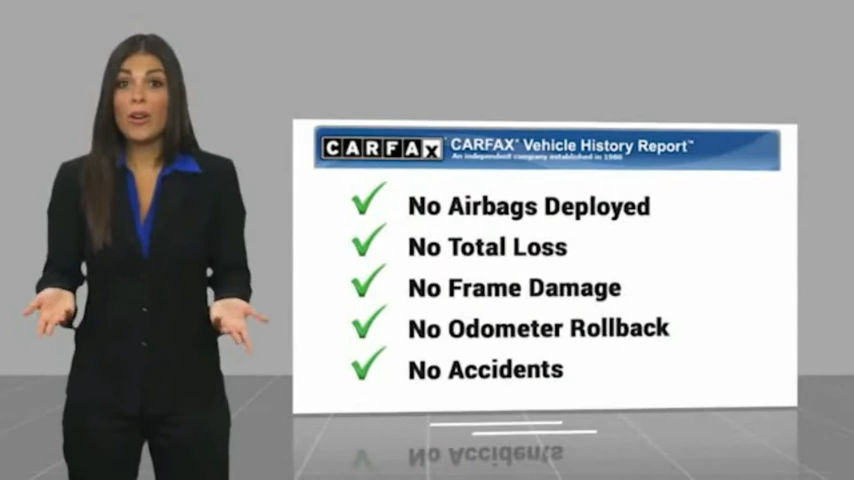 CARFAX CARFAX® Vehicle History Report™
An independent company established in 1986
No Airbags Deployed
No Total Loss
No Frame Damage
No Odometer Rollback
No Accidents
No Accidents